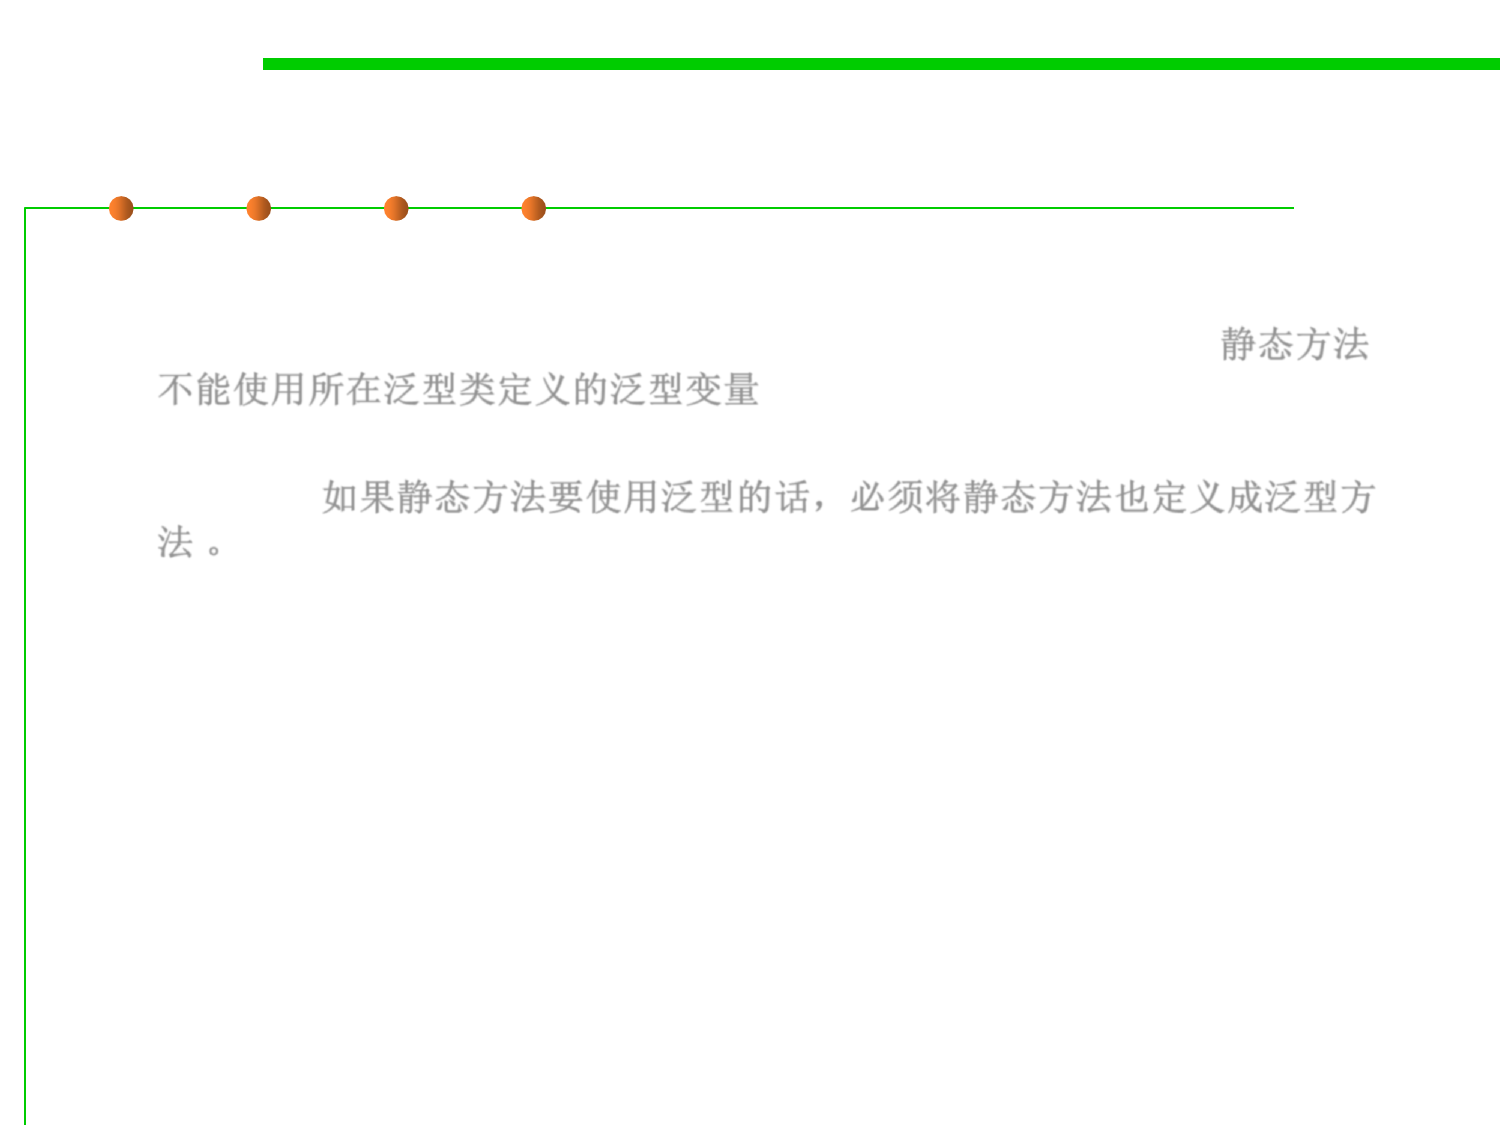 静态方法
不能使用所在泛型类定义的泛型变量
如果静态方法要使用泛型的话，必须将静态方法也定义成泛型方
法 。